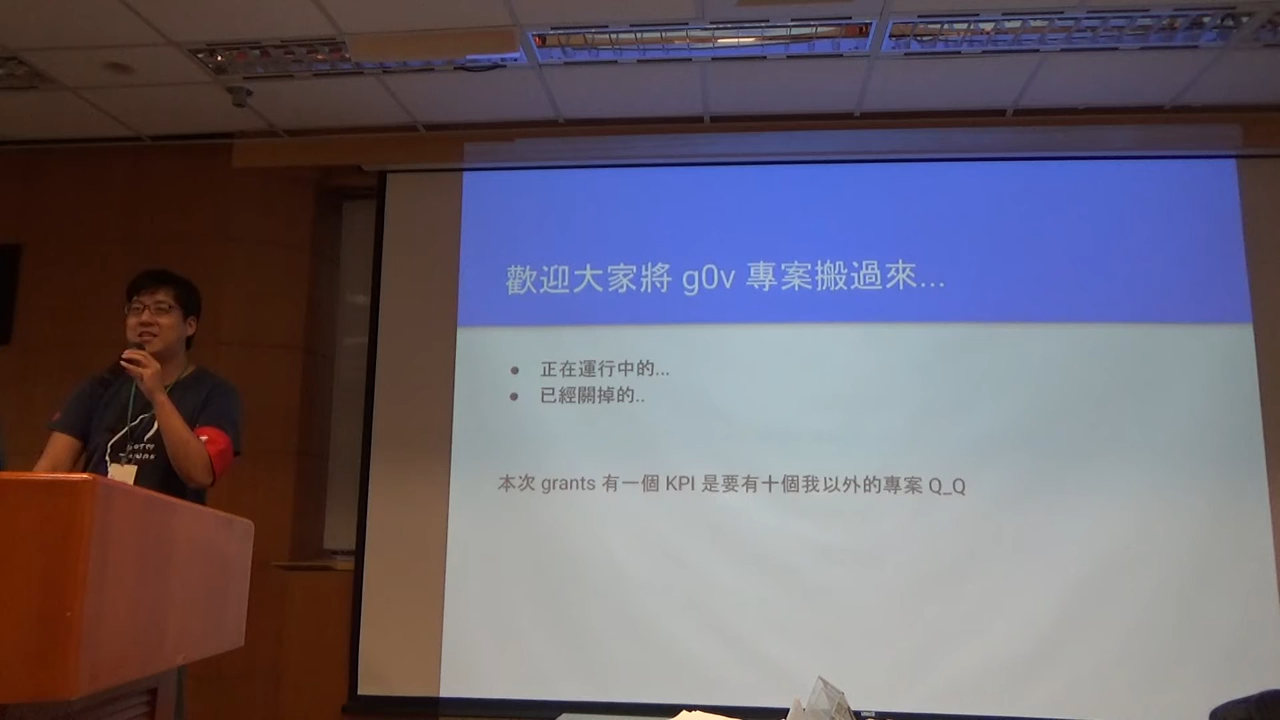 歡迎大家將 g0v 專案搬過來...
正在運行中的...
已經關掉的..
本次 grants 有一個 KPI 是要有十個我以外的專案 Q_Q